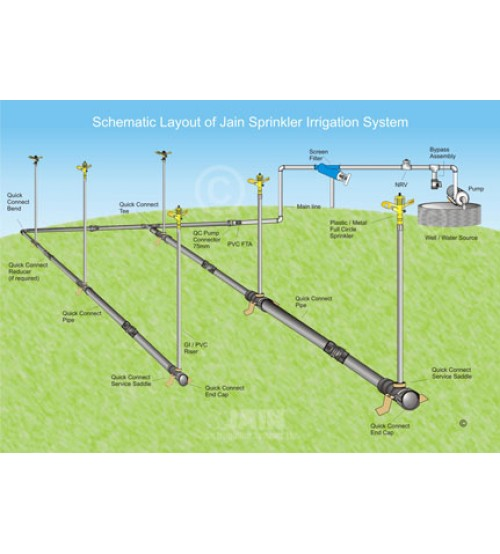 Schematic Layout of Jain Sprinkler Irrigation System
Screen
Filter
Bypass
Assembly
NRV
Pump
Quick
Connect
Bend
Quick Connect
Tee
Main line
Plastic / Metal
Full Circle
Sprinkler
Well / Water Source
QC Pump
Connector
75mm
PVC FTA
Quick Connect
Reducer
(if required)
Quick Connect
Pipe
Quick Connect
Pipe
GI / PVC
Riser
Quick Connect
Service Saddle
Quick Connect
Service Saddle
Quick Connect
End Cap
Quick Connect
End Cap
©
©
JAIN